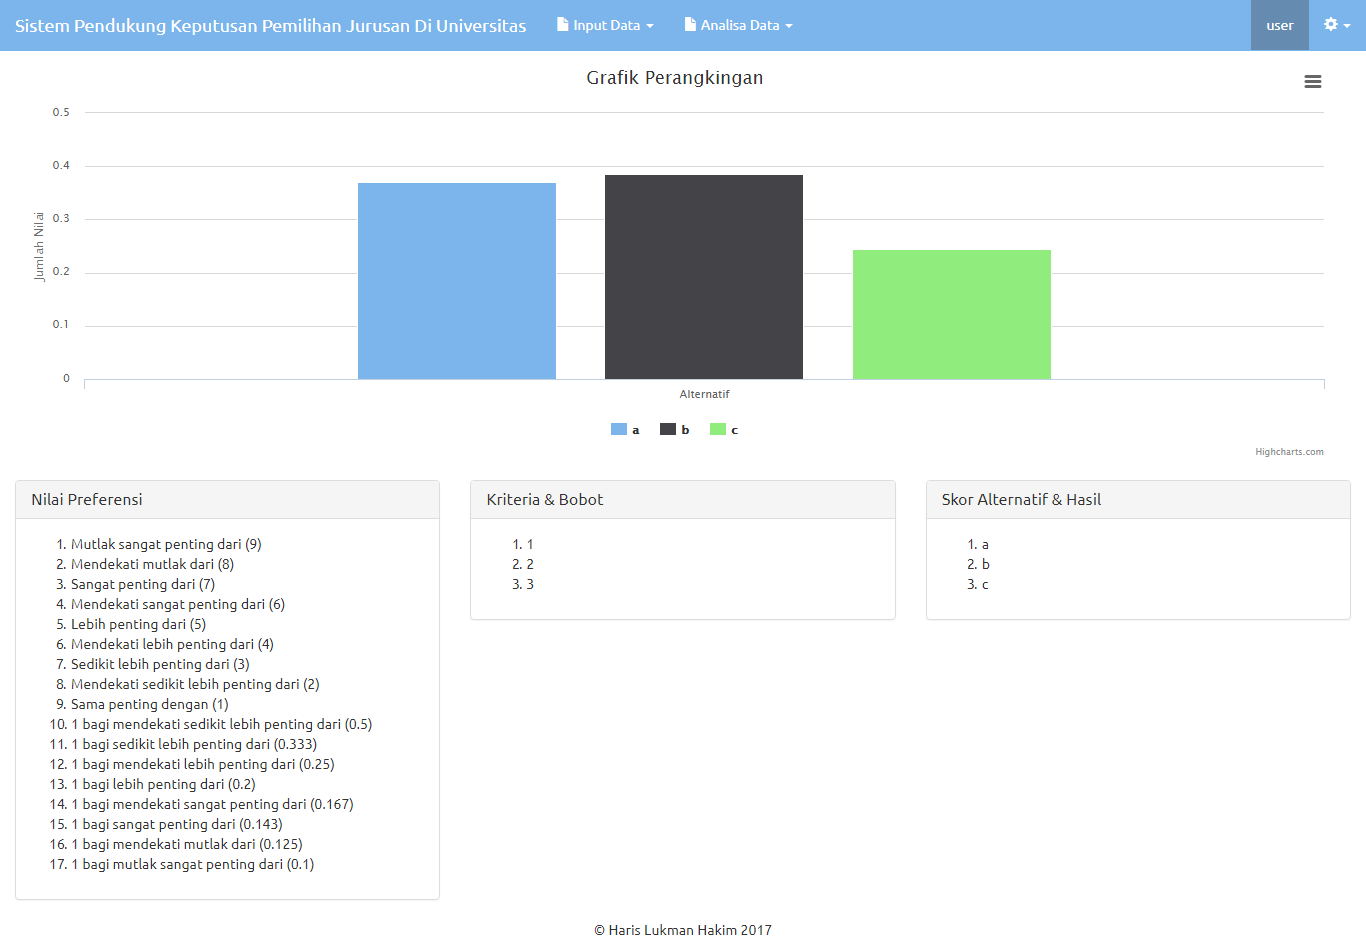 Sistem Pendukung Keputusan Pemilihan Jurusan Di Universitas Input Data Analisa Data user
Grafik Perangkingan
0.5
0.4
0.3
0.2
0.1
0
Jumlah Nilai
Alternatif
a b c
Highcharts.com
Nilai Preferensi
1. Mutlak sangat penting dari (9)
2. Mendekati mutlak dari (8)
3. Sangat penting dari (7)
4. Mendekati sangat penting dari (6)
5. Lebih penting dari (5)
6. Mendekati lebih penting dari (4)
7. Sedikit lebih penting dari (3)
8. Mendekati sedikit lebih penting dari (2)
9. Sama penting dengan (1)
10. 1 bagi mendekati sedikit lebih penting dari (0.5)
11. 1 bagi sedikit lebih penting dari (0.333)
12. 1 bagi mendekati lebih penting dari (0.25)
13. 1 bagi lebih penting dari (0.2)
14. 1 bagi mendekati sangat penting dari (0.167)
15. 1 bagi sangat penting dari (0.143)
16. 1 bagi mendekati mutlak dari (0.125)
17. 1 bagi mutlak sangat penting dari (0.1)
Kriteria & Bobot
1. 1
2. 2
3. 3
Skor Alternatif & Hasil
1. a
2. b
3. c
© Haris Lukman Hakim 2017